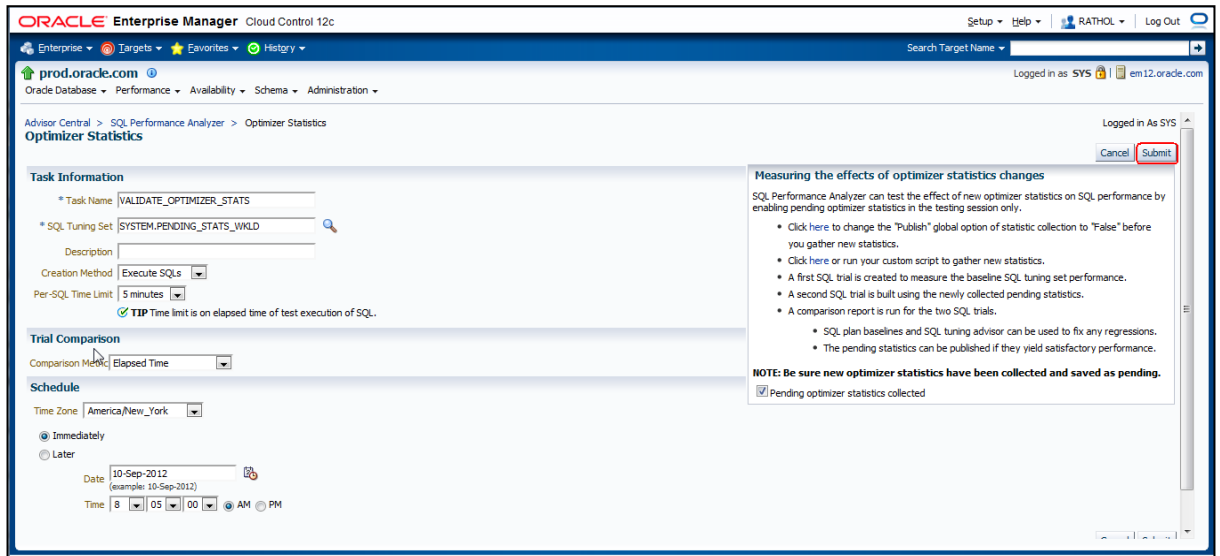 ORACLE Enterprise Manager Cloud Control 12c
Setup Help RATHOL Log Out
Enterprise Targets Favorites History
Search Target Name
prod.oracle.com
Logged in as SYS em12.oracle.com
Oracle Database Performance Availability Schema Administration
Advisor Central > SQL Performance Analyzer > Optimizer Statistics
Logged in As SYS
Optimizer Statistics
Cancel Submit
Task Information
* Task Name VALIDATE_OPTIMIZER_STATS
* SQL Tuning Set SYSTEM.PENDING_STATS_WKLD
Description
Creation Method Execute SQLs
Per-SQL Time Limit 5 minutes
TIP Time limit is on elapsed time of test execution of SQL.
Trial Comparison
Comparison Metric Elapsed Time
Schedule
Time Zone America/New_York
Immediately
Later
Date 10-Sep-2012
(example: 10-Sep-2012)
Time 8 05 00 AM PM
Measuring the effects of optimizer statistics changes
SQL Performance Analyzer can test the effect of new optimizer statistics on SQL performance by
enabling pending optimizer statistics in the testing session only.
• Click here to change the "Publish" global option of statistic collection to "False" before
you gather new statistics.
• Click here or run your custom script to gather new statistics.
• A first SQL trial is created to measure the baseline SQL tuning set performance.
• A second SQL trial is built using the newly collected pending statistics.
• A comparison report is run for the two SQL trials.
• SQL plan baselines and SQL tuning advisor can be used to fix any regressions.
• The pending statistics can be published if they yield satisfactory performance.
NOTE: Be sure new optimizer statistics have been collected and saved as pending.
Pending optimizer statistics collected